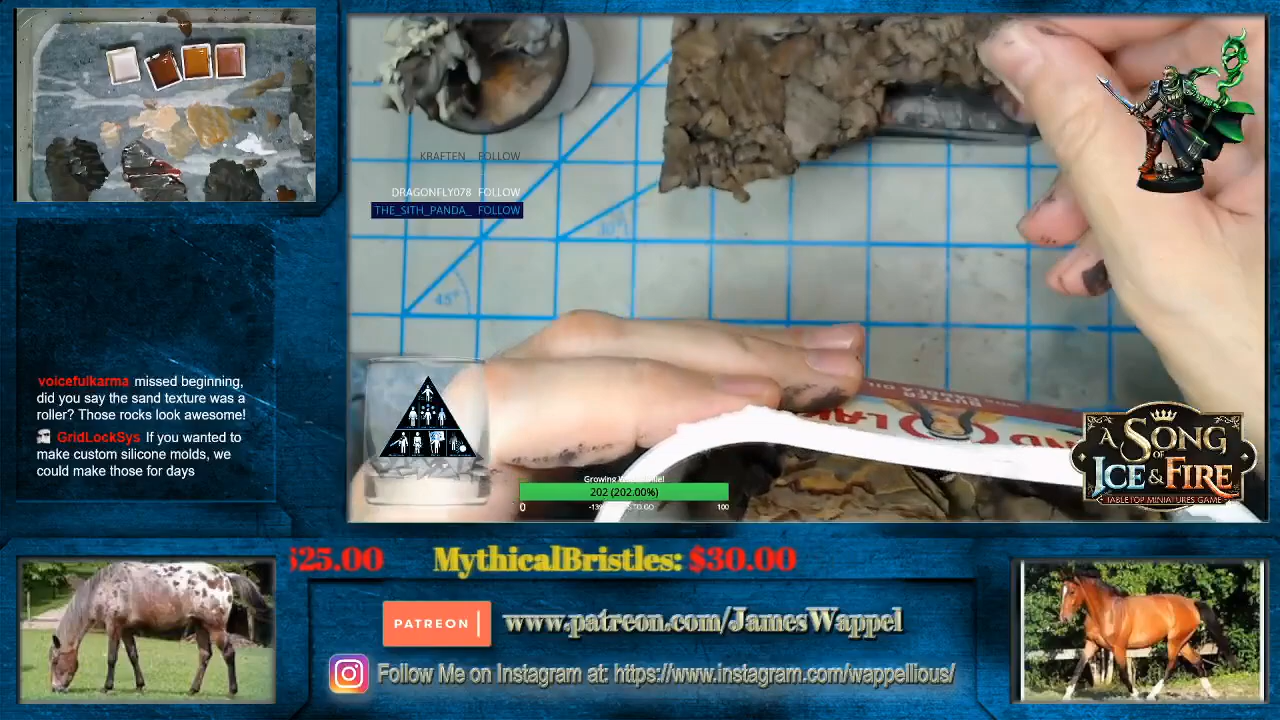 KRAFTEN_ FOLLOW
DRAGONFLY078 FOLLOW
THE_SITH_PANDA_ FOLLOW
45°
voicefulkarma missed beginning,
did you say the sand texture was a
roller? Those rocks look awesome!
GridLockSys If you wanted to
make custom silicone molds, we
could make those for days
202 (202.00%)
0
100
A SONG
OF
ICE & FIRE
TABLETOP MINIATURES GAME
$25.00 MythicalBristles: $30.00
PATREON
www.patreon.com/JamesWappel
Follow Me on Instagram at: https://www.instagram.com/wappellious/